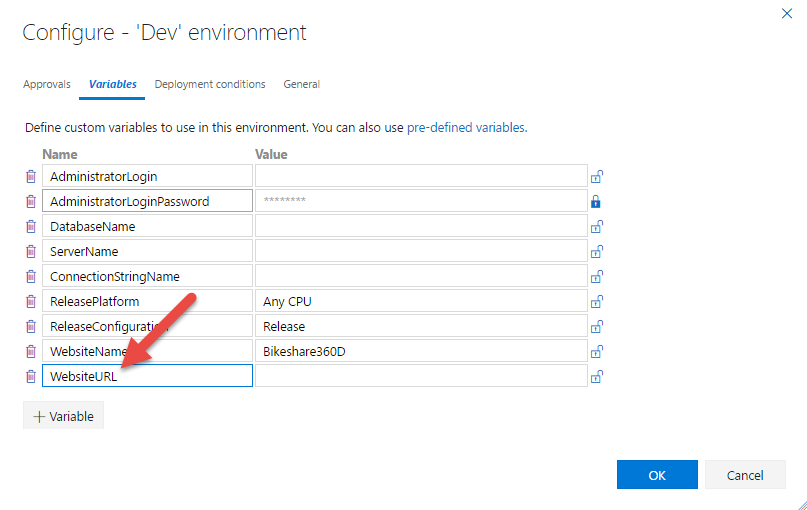 Configure - 'Dev' environment
Approvals Variables Deployment conditions General
Define custom variables to use in this environment. You can also use pre-defined variables.
Name Value
AdministratorLogin
AdministratorLoginPassword ********
DatabaseName
ServerName
ConnectionStringName
ReleasePlatform Any CPU
ReleaseConfiguration Release
WebsiteName Bikeshare360D
WebsiteURL
+ Variable
OK Cancel